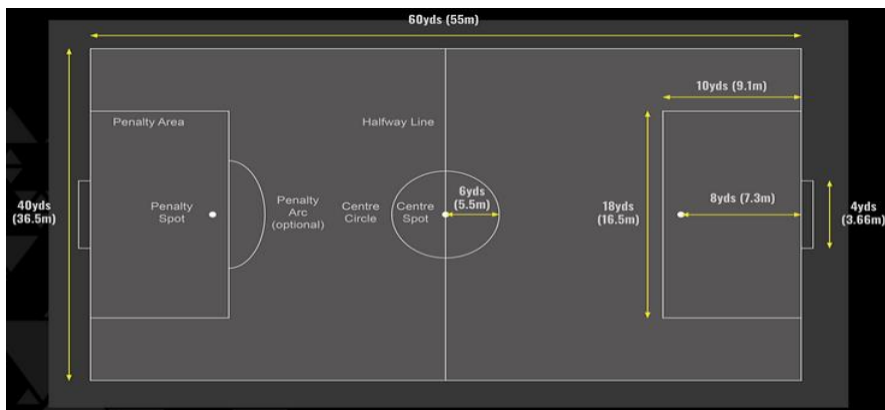 60yds (55m)
10yds (9.1m)
Penalty Area
Halfway Line
40yds
(36.5m)
Penalty
Spot
Penalty
Arc
(optional)
Centre
Circle
Centre
Spot
6yds
(5.5m)
18yds
(16.5m)
8yds (7.3m)
4yds
(3.66m)